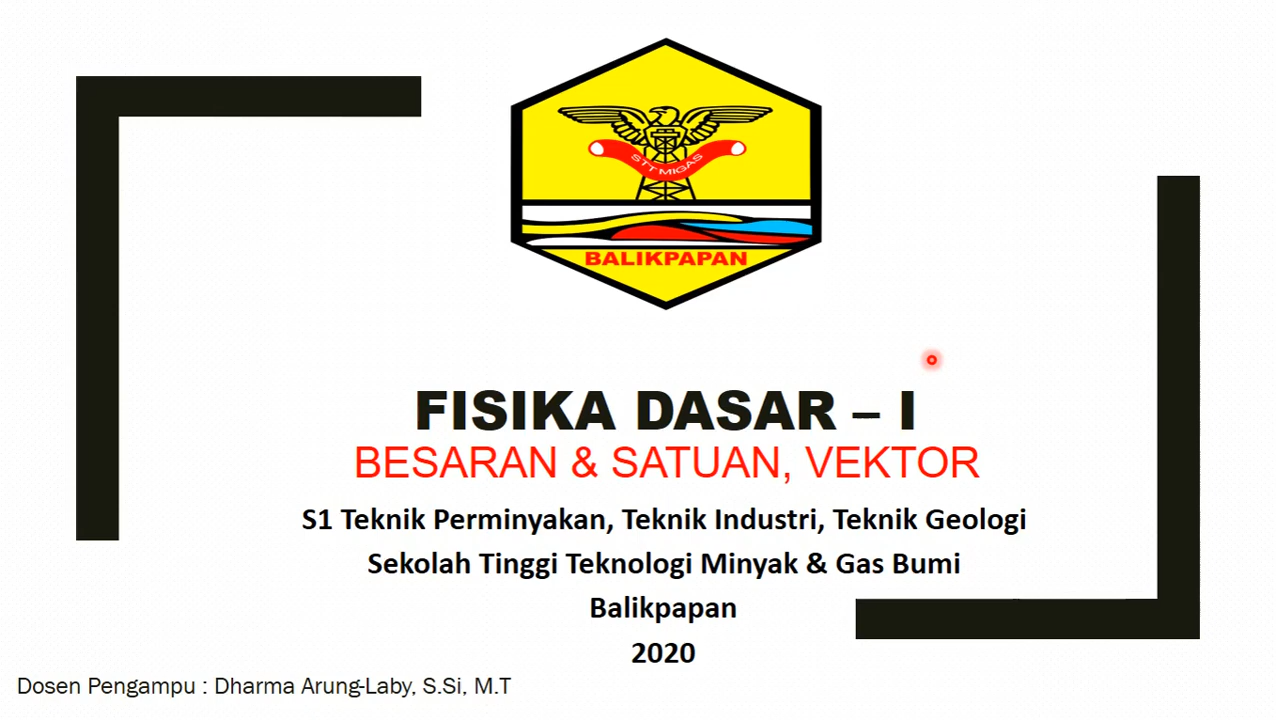 STT MIGAS
BALIKPAPAN
FISIKA DASAR – I
BESARAN & SATUAN, VEKTOR
S1 Teknik Perminyakan, Teknik Industri, Teknik Geologi
Sekolah Tinggi Teknologi Minyak & Gas Bumi
Balikpapan
2020
Dosen Pengampu : Dharma Arung-Laby, S.Si, M.T